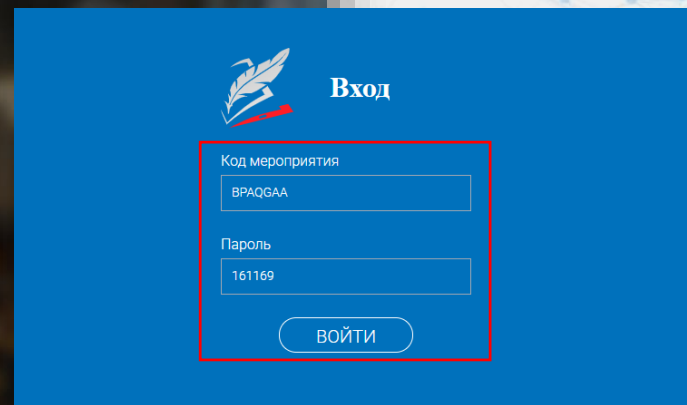 Вход
Код мероприятия
BPAQGAA
Пароль
161169
ВОЙТИ